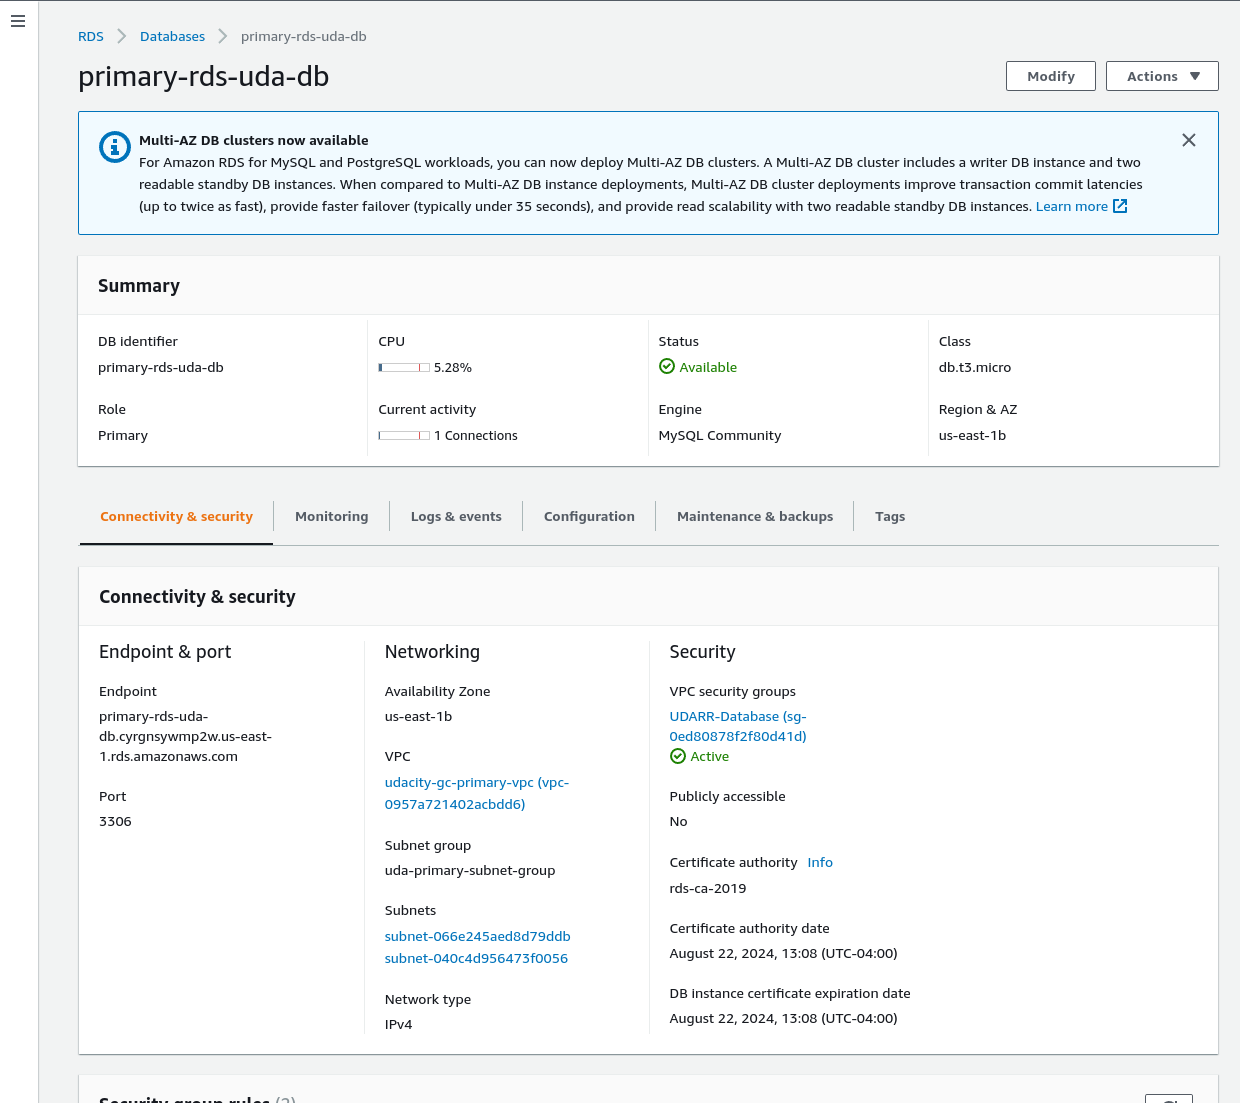 RDS > Databases > primary-rds-uda-db
primary-rds-uda-db
Modify
Actions ▼
Multi-AZ DB clusters now available
For Amazon RDS for MySQL and PostgreSQL workloads, you can now deploy Multi-AZ DB clusters. A Multi-AZ DB cluster includes a writer DB instance and two
readable standby DB instances. When compared to Multi-AZ DB instance deployments, Multi-AZ DB cluster deployments improve transaction commit latencies
(up to twice as fast), provide faster failover (typically under 35 seconds), and provide read scalability with two readable standby DB instances. Learn more
Summary
DB identifier
primary-rds-uda-db
Role
Primary
CPU
5.28%
Current activity
1 Connections
Status
Available
Engine
MySQL Community
Class
db.t3.micro
Region & AZ
us-east-1b
Connectivity & security
Monitoring
Logs & events
Configuration
Maintenance & backups
Tags
Connectivity & security
Endpoint & port
Endpoint
primary-rds-uda-
db.cyrgnsywmp2w.us-east-
1.rds.amazonaws.com
Port
3306
Networking
Availability Zone
us-east-1b
VPC
udacity-gc-primary-vpc (vpc-
0957a721402acbdd6)
Subnet group
uda-primary-subnet-group
Subnets
subnet-066e245aed8d79ddb
subnet-040c4d956473f0056
Network type
IPv4
Security
VPC security groups
UDARR-Database (sg-
0ed80878f2f80d41d)
Active
Publicly accessible
No
Certificate authority Info
rds-ca-2019
Certificate authority date
August 22, 2024, 13:08 (UTC-04:00)
DB instance certificate expiration date
August 22, 2024, 13:08 (UTC-04:00)
Security group rules